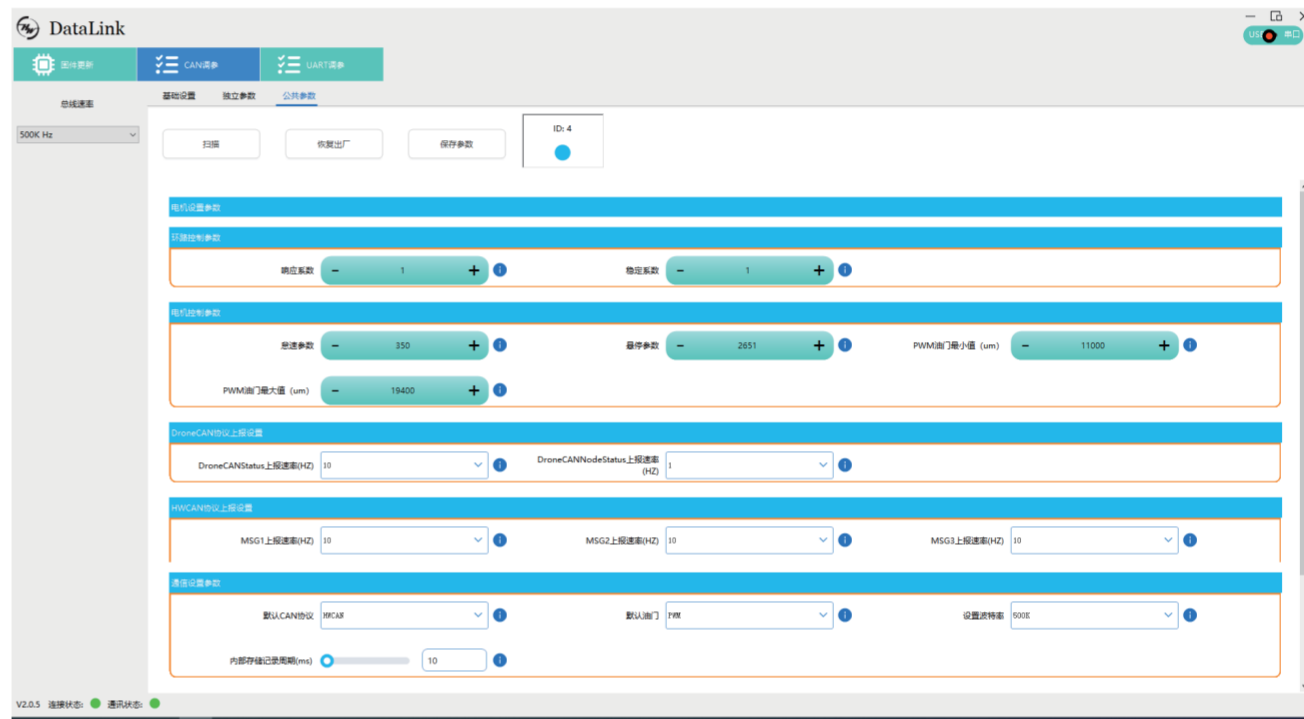 DataLink
US 串口
固件更新
CAN调参
UART调参
总线速率
500K Hz
基础设置 独立参数 公共参数
扫描 恢复出厂 保存参数 ID: 4
电机设置参数
环路控制参数
响应系数 - 1 + 稳定系数 - 1 +
电机控制参数
怠速参数 - 350 + 悬停参数 - 2651 + PWM油门最小值 (um) - 11000 +
PWM油门最大值 (um) - 19400 +
DroneCAN协议上报设置
DroneCANStatus上报速率(HZ) 10 DroneCANNodeStatus上报速率
(HZ) 1
HWCAN协议上报设置
MSG1上报速率(HZ) 10 MSG2上报速率(HZ) 10 MSG3上报速率(HZ) 10
通信设置参数
默认CAN协议 HWCAN 默认油门 PWM 设置波特率 500K
内部存储记录周期(ms) 10
V2.0.5 连接状态: 通讯状态: